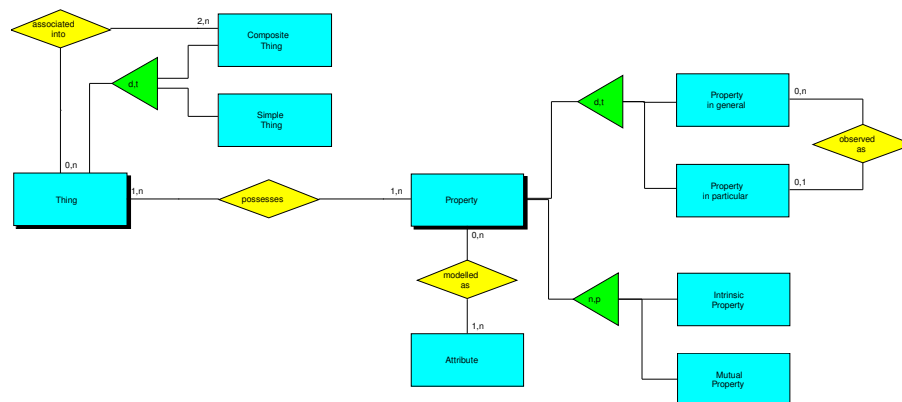 associated
into
2,n
Composite
Thing
d,t
Simple
Thing
0,n
Thing
1,n
possesses
1,n
Property
0,n
modelled
as
1,n
Attribute
d,t
Property
in general
0,n
observed
as
0,1
Property
in particular
n,p
Intrinsic
Property
Mutual
Property